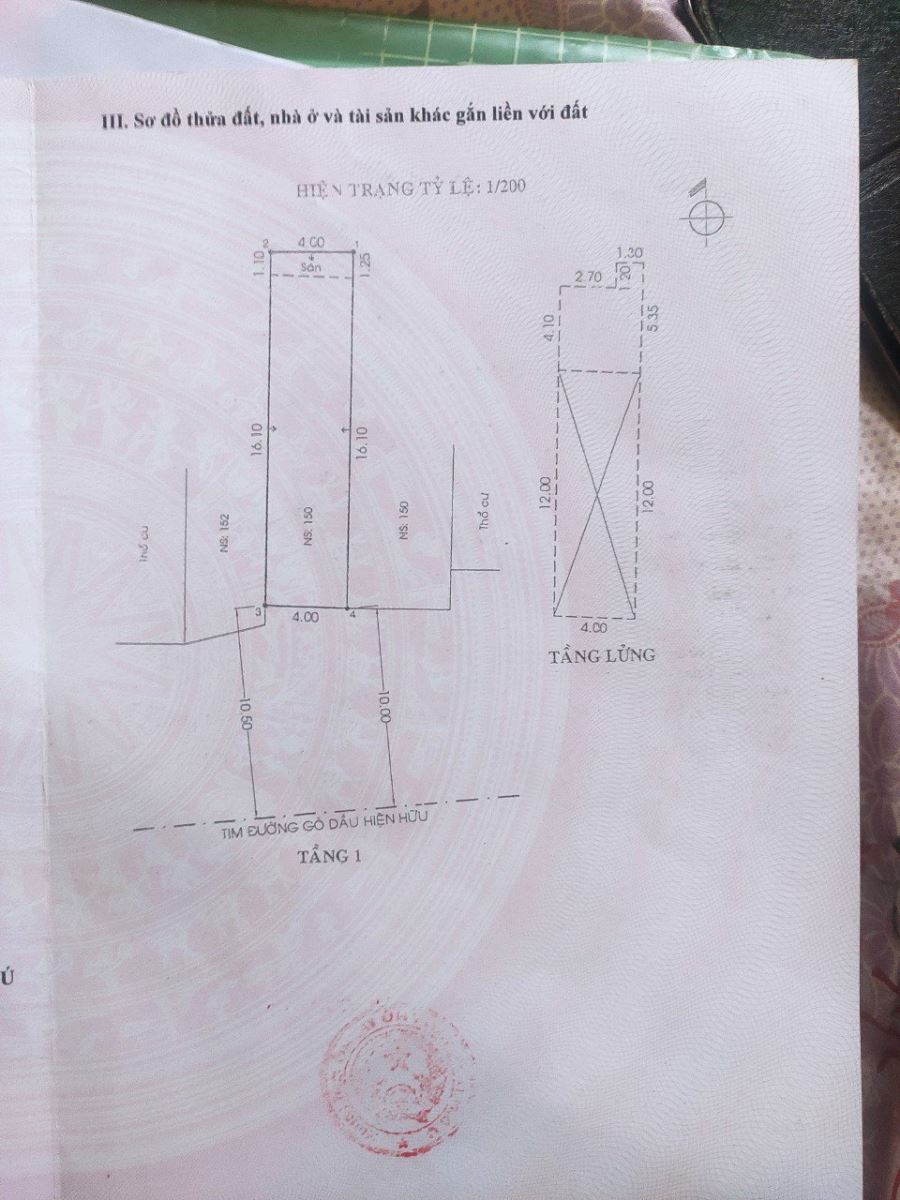 III. Sơ đồ thửa đất, nhà ở và tài sản khác gắn liền với đất
HIỆN TRẠNG TỶ LỆ: 1/200
2
4.00
1
1.10
Sân
1.25
16.10
16.10
Thổ cư
NS: 152
NS: 150
NS: 150
Thổ cư
3
4.00
4
10.50
10.00
TIM ĐƯỜNG GÒ DẦU HIỆN HỮU
TẦNG 1
1.30
2.70
1.20
4.10
5.35
12.00
12.00
4.00
TẦNG LỬNG
Ú